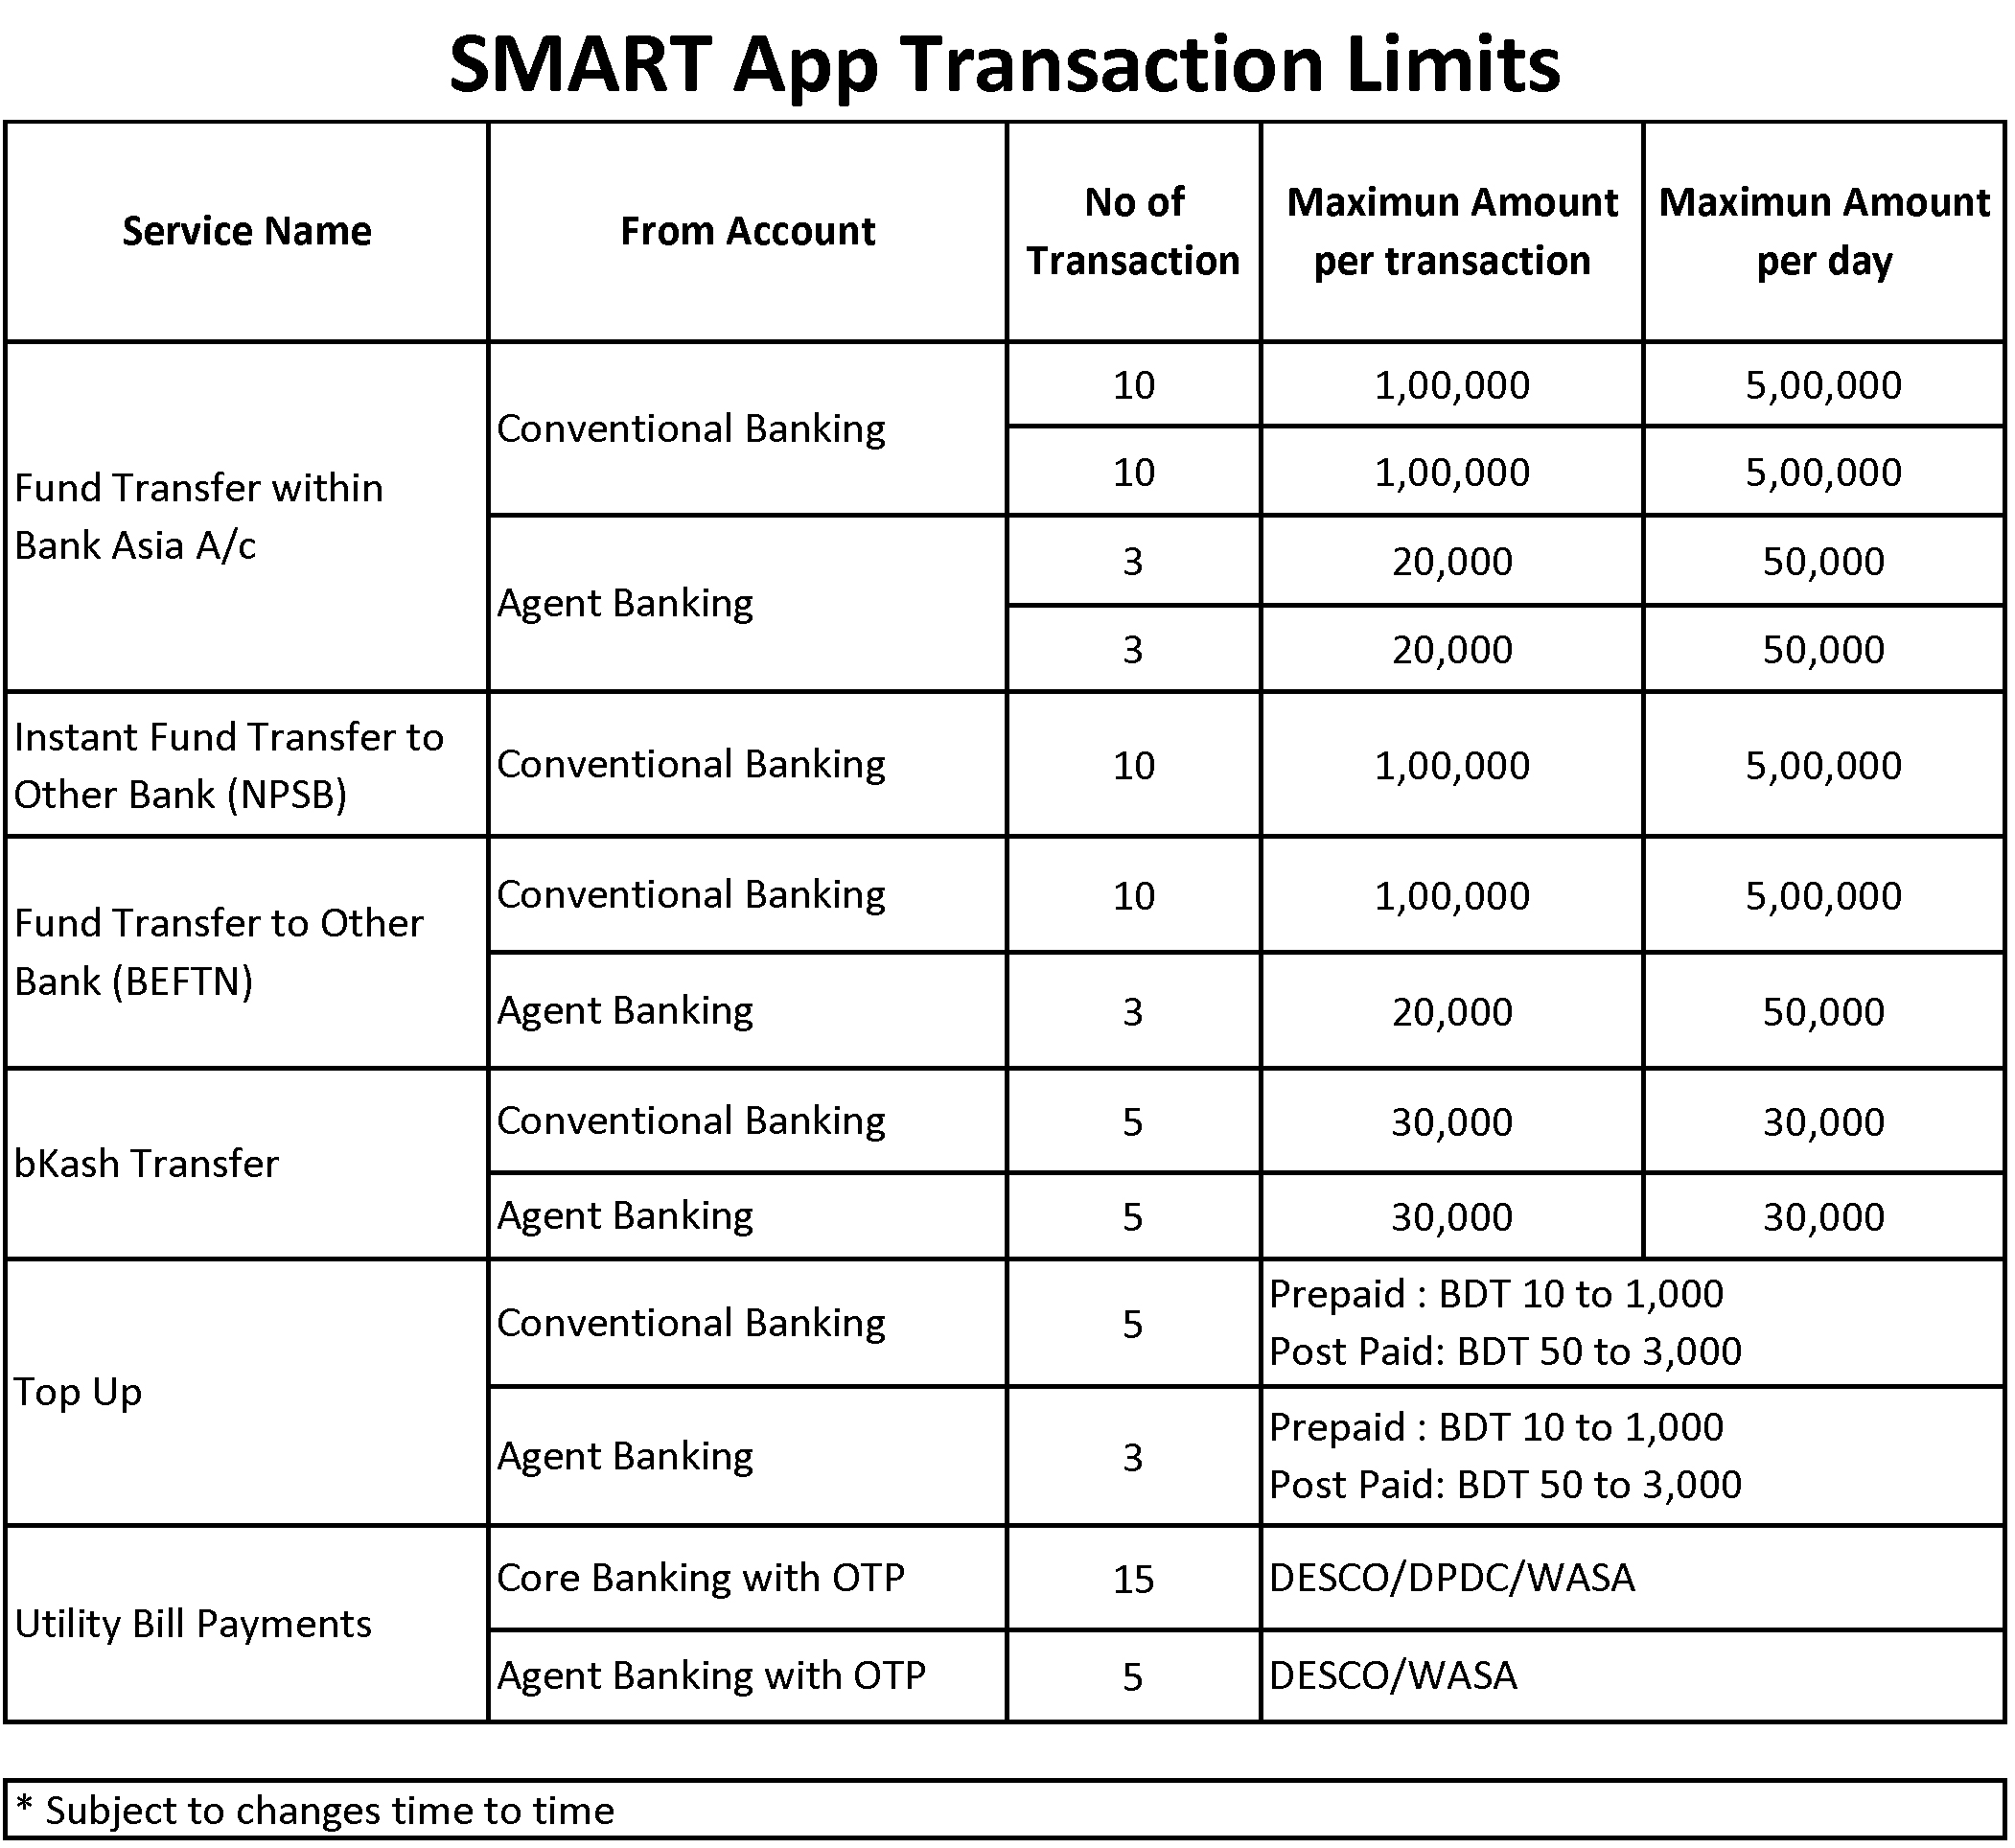 SMART App Transaction Limits
Service Name
From Account
No of
Transaction
Maximun Amount
per transaction
Maximun Amount
per day
Fund Transfer within
Bank Asia A/c
Conventional Banking
10 1,00,000 5,00,000
10 1,00,000 5,00,000
Agent Banking
3 20,000 50,000
3 20,000 50,000
Instant Fund Transfer to
Other Bank (NPSB)
Conventional Banking 10 1,00,000 5,00,000
Fund Transfer to Other
Bank (BEFTN)
Conventional Banking 10 1,00,000 5,00,000
Agent Banking 3 20,000 50,000
bKash Transfer
Conventional Banking 5 30,000 30,000
Agent Banking 5 30,000 30,000
Top Up
Conventional Banking 5
Prepaid : BDT 10 to 1,000
Post Paid: BDT 50 to 3,000
Agent Banking 3
Prepaid : BDT 10 to 1,000
Post Paid: BDT 50 to 3,000
Utility Bill Payments
Core Banking with OTP 15 DESCO/DPDC/WASA
Agent Banking with OTP 5 DESCO/WASA
* Subject to changes time to time